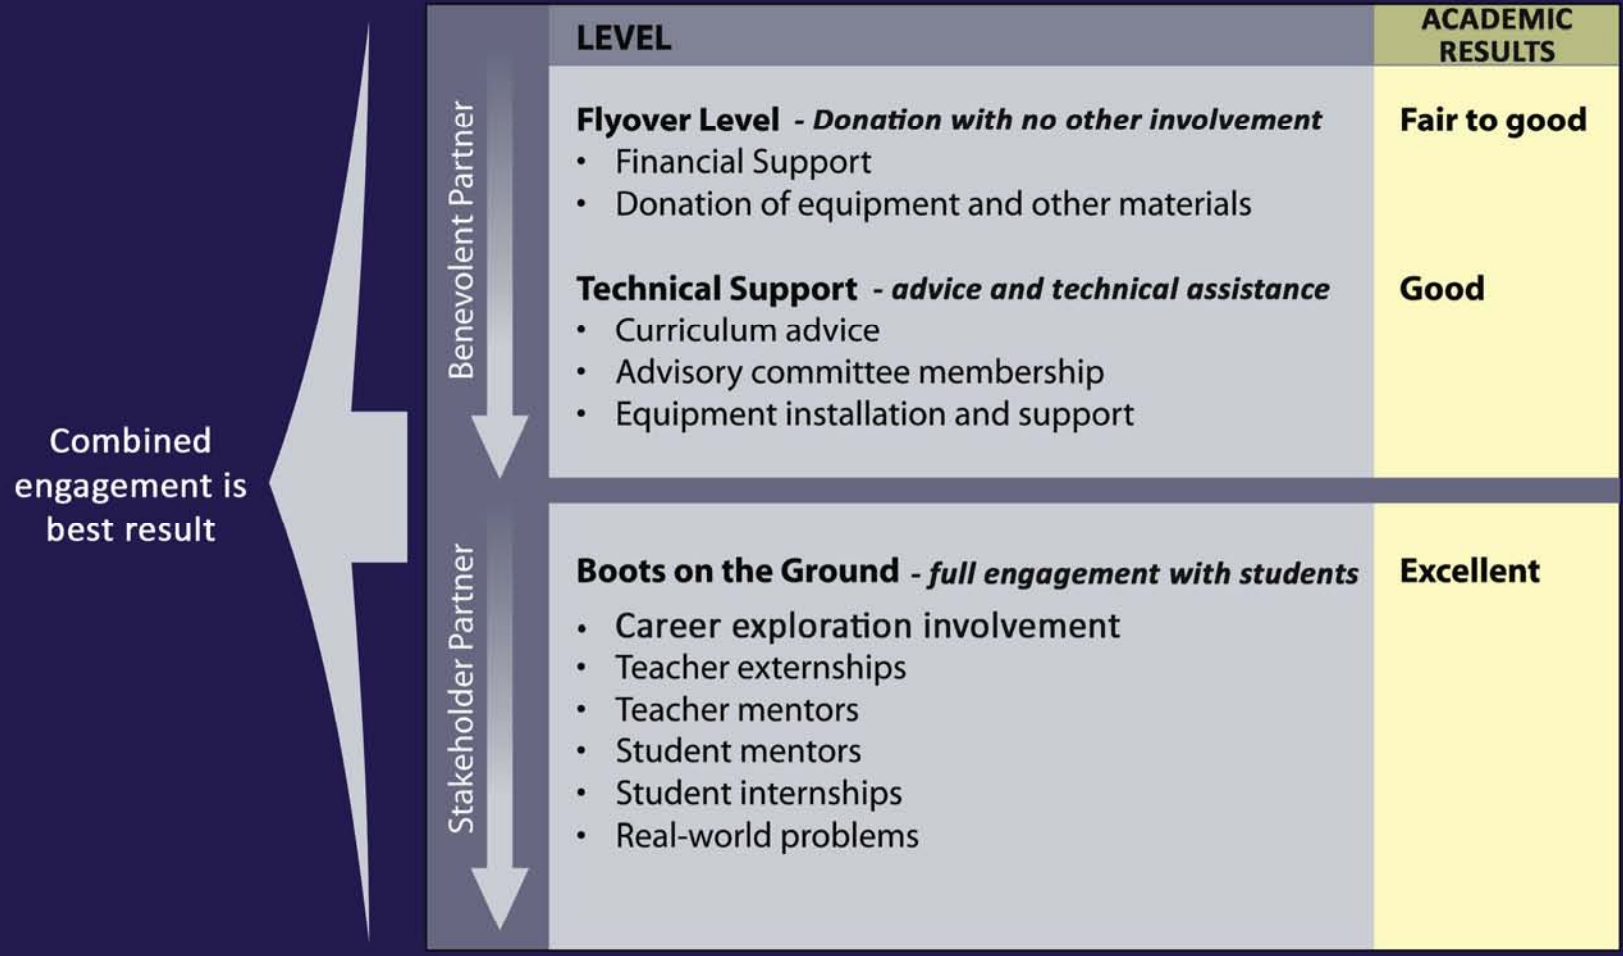 Combined
engagement is
best result
LEVEL
ACADEMIC
RESULTS
Benevolent Partner
Flyover Level - Donation with no other involvement
Fair to good
• Financial Support
• Donation of equipment and other materials
Technical Support - advice and technical assistance
Good
• Curriculum advice
• Advisory committee membership
• Equipment installation and support
Stakeholder Partner
Boots on the Ground - full engagement with students
Excellent
• Career exploration involvement
• Teacher externships
• Teacher mentors
• Student mentors
• Student internships
• Real-world problems